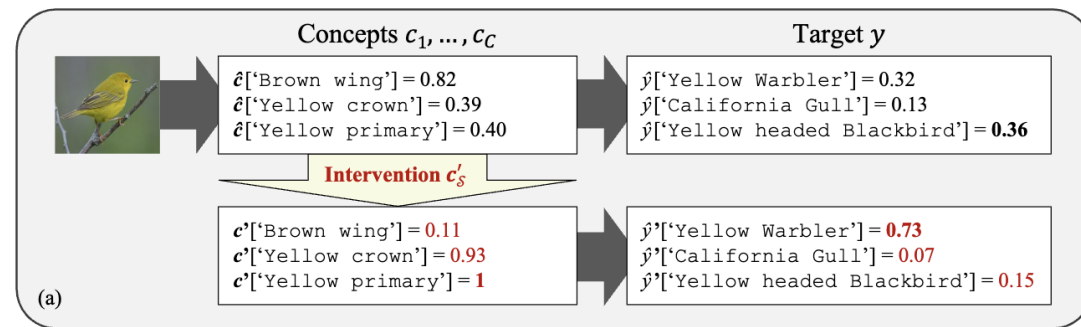 Concepts c₁, ..., c_C
Target y
ĉ['Brown wing'] = 0.82
ĉ['Yellow crown'] = 0.39
ĉ['Yellow primary'] = 0.40
ŷ['Yellow Warbler'] = 0.32
ŷ['California Gull'] = 0.13
ŷ['Yellow headed Blackbird'] = 0.36
Intervention c'_S
c'['Brown wing'] = 0.11
c'['Yellow crown'] = 0.93
c'['Yellow primary'] = 1
ŷ'['Yellow Warbler'] = 0.73
ŷ'['California Gull'] = 0.07
ŷ'['Yellow headed Blackbird'] = 0.15
(a)